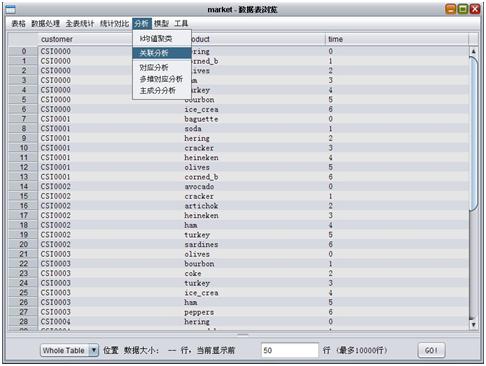 market - 数据表浏览
表格 数据处理 全表统计 统计对比 分析 模型 工具
k均值聚类
关联分析
对应分析
多维对应分析
主成分分析
customer roduct time
0 CSI0000 ering 0
1 CSI0000 orned_b 1
2 CSI0000 lives 2
3 CSI0000 am 3
4 CSI0000 urkey 4
5 CSI0000 bourbon 5
6 CSI0000 ice_crea 6
7 CSI0001 baguette 0
8 CSI0001 soda 1
9 CSI0001 hering 2
10 CSI0001 cracker 3
11 CSI0001 heineken 4
12 CSI0001 olives 5
13 CSI0001 corned_b 6
14 CSI0002 avocado 0
15 CSI0002 cracker 1
16 CSI0002 artichok 2
17 CSI0002 heineken 3
18 CSI0002 ham 4
19 CSI0002 turkey 5
20 CSI0002 sardines 6
21 CSI0003 olives 0
22 CSI0003 bourbon 1
23 CSI0003 coke 2
24 CSI0003 turkey 3
25 CSI0003 ice_crea 4
26 CSI0003 ham 5
27 CSI0003 peppers 6
28 CSI0004 hering 0
Whole Table 位置 数据大小： -- 行，当前显示前 50 行（最多10000行） GO!